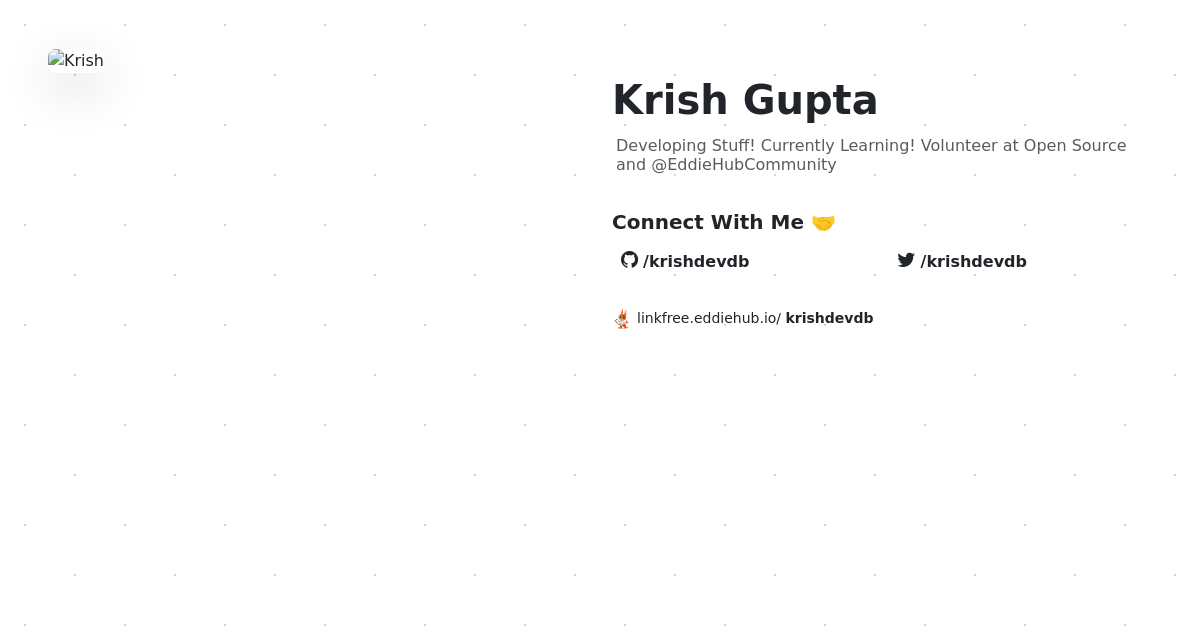 Krish
Krish Gupta
Developing Stuff! Currently Learning! Volunteer at Open Source
and @EddieHubCommunity
Connect With Me 🤝
/krishdevdb
/krishdevdb
linkfree.eddiehub.io/ krishdevdb